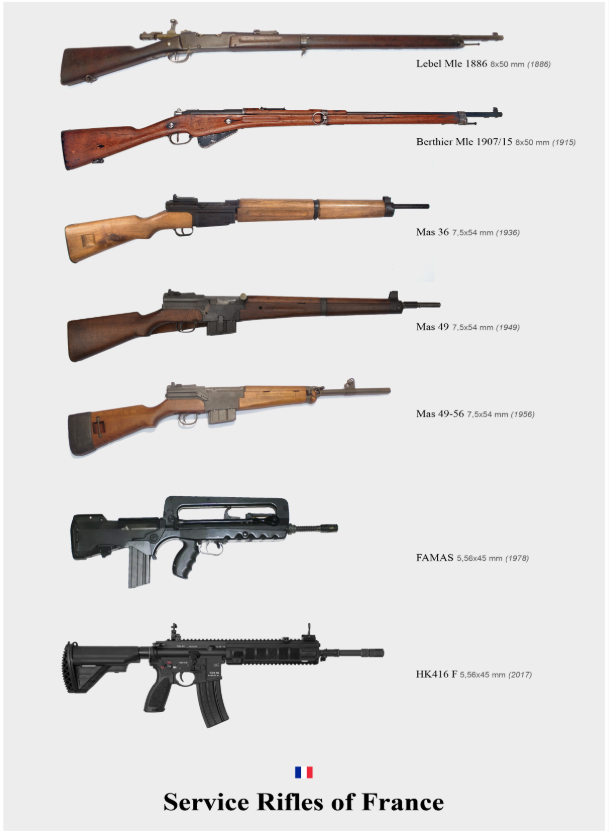 Lebel Mle 1886 8x50 mm (1886)
Berthier Mle 1907/15 8x50 mm (1915)
Mas 36 7,5x54 mm (1936)
Mas 49 7,5x54 mm (1949)
Mas 49-56 7,5x54 mm (1956)
FAMAS 5,56x45 mm (1978)
HK416 F 5,56x45 mm (2017)
Service Rifles of France